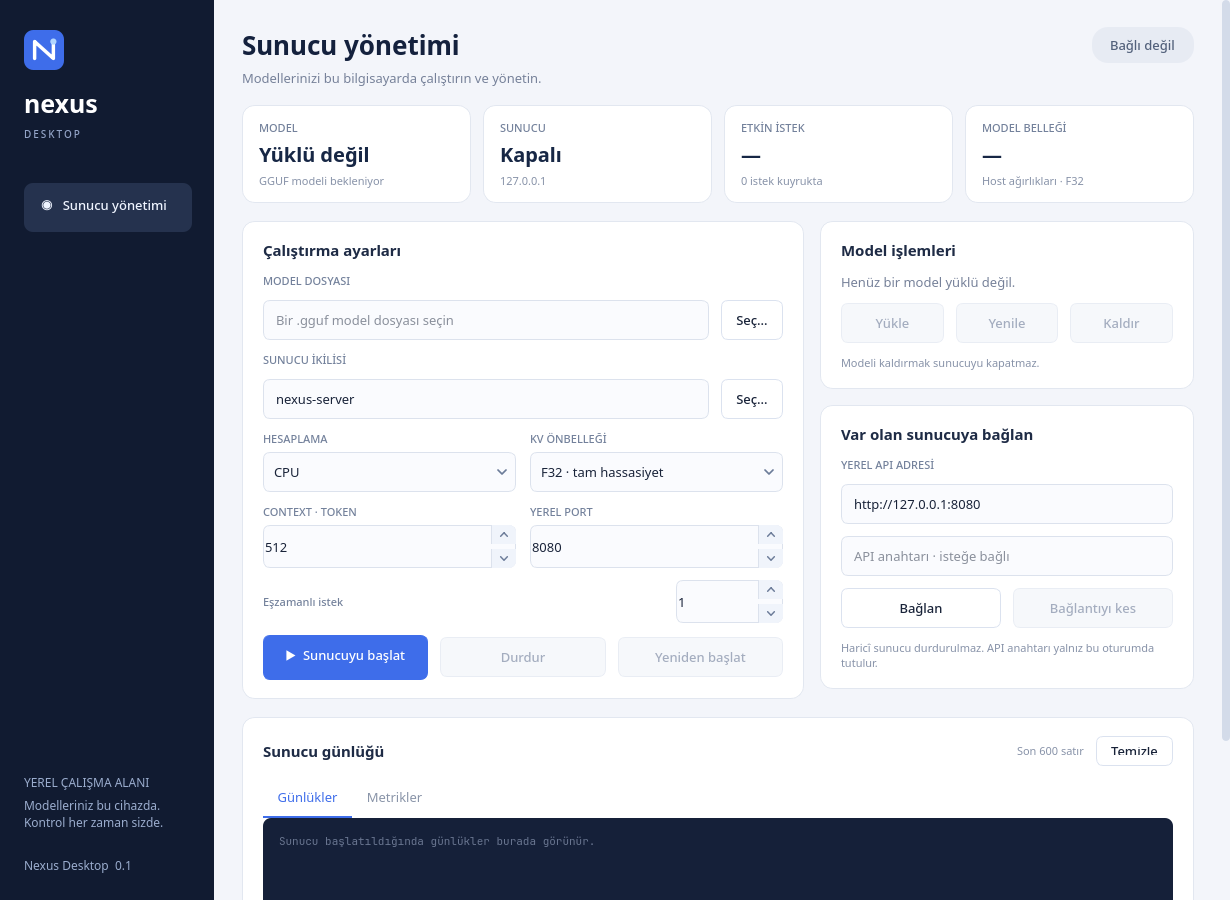 nexus
DESKTOP
Sunucu yönetimi
YEREL ÇALIŞMA ALANI
Modelleriniz bu cihazda.
Kontrol her zaman sizde.
Nexus Desktop 0.1
Sunucu yönetimi
Bağlı değil
Modellerinizi bu bilgisayarda çalıştırın ve yönetin.
MODEL
Yüklü değil
GGUF modeli bekleniyor
SUNUCU
Kapalı
127.0.0.1
ETKİN İSTEK
—
0 istek kuyrukta
MODEL BELLEĞİ
—
Host ağırlıkları · F32
Çalıştırma ayarları
MODEL DOSYASI
Bir .gguf model dosyası seçin
Seç...
SUNUCU İKİLİSİ
nexus-server
Seç...
HESAPLAMA
KV ÖNBELLEĞİ
CPU
F32 · tam hassasiyet
CONTEXT · TOKEN
YEREL PORT
512
8080
Eşzamanlı istek
1
▶ Sunucuyu başlat
Durdur
Yeniden başlat
Model işlemleri
Henüz bir model yüklü değil.
Yükle
Yenile
Kaldır
Modeli kaldırmak sunucuyu kapatmaz.
Var olan sunucuya bağlan
YEREL API ADRESİ
http://127.0.0.1:8080
API anahtarı · isteğe bağlı
Bağlan
Bağlantıyı kes
Haricî sunucu durdurulmaz. API anahtarı yalnız bu oturumda
tutulur.
Sunucu günlüğü
Son 600 satır
Temizle
Günlükler
Metrikler
Sunucu başlatıldığında günlükler burada görünür.